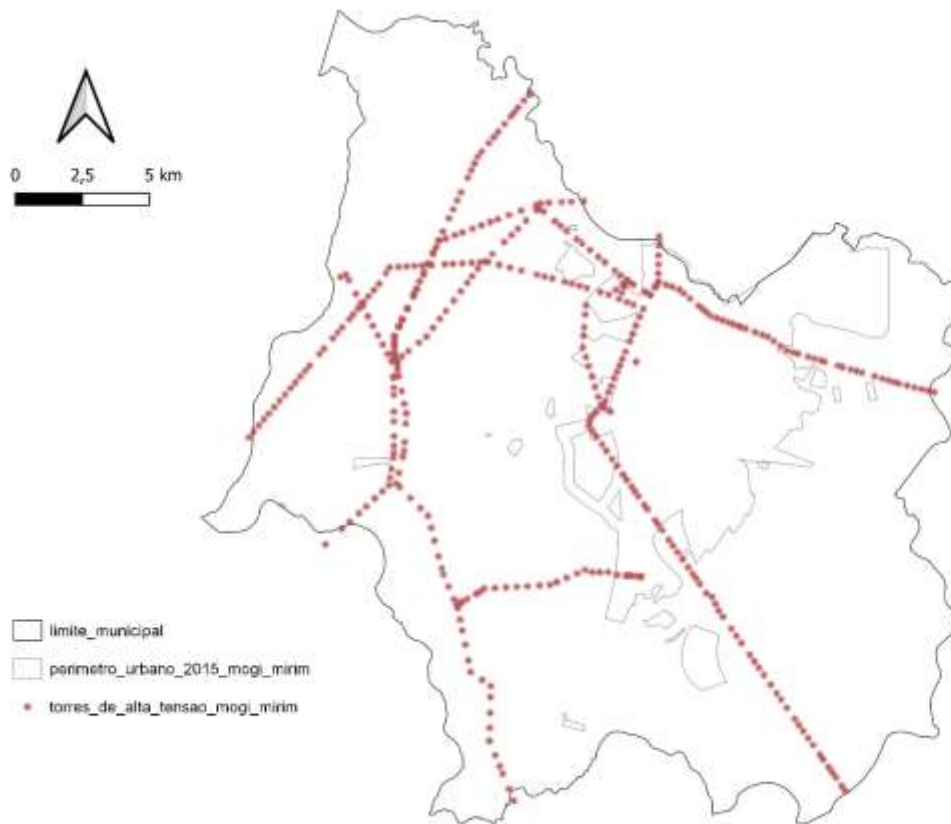 0 2,5 5 km
limite_municipal
perimetro_urbano_2015_mogi_mirim
torres_de_alta_tensao_mogi_mirim